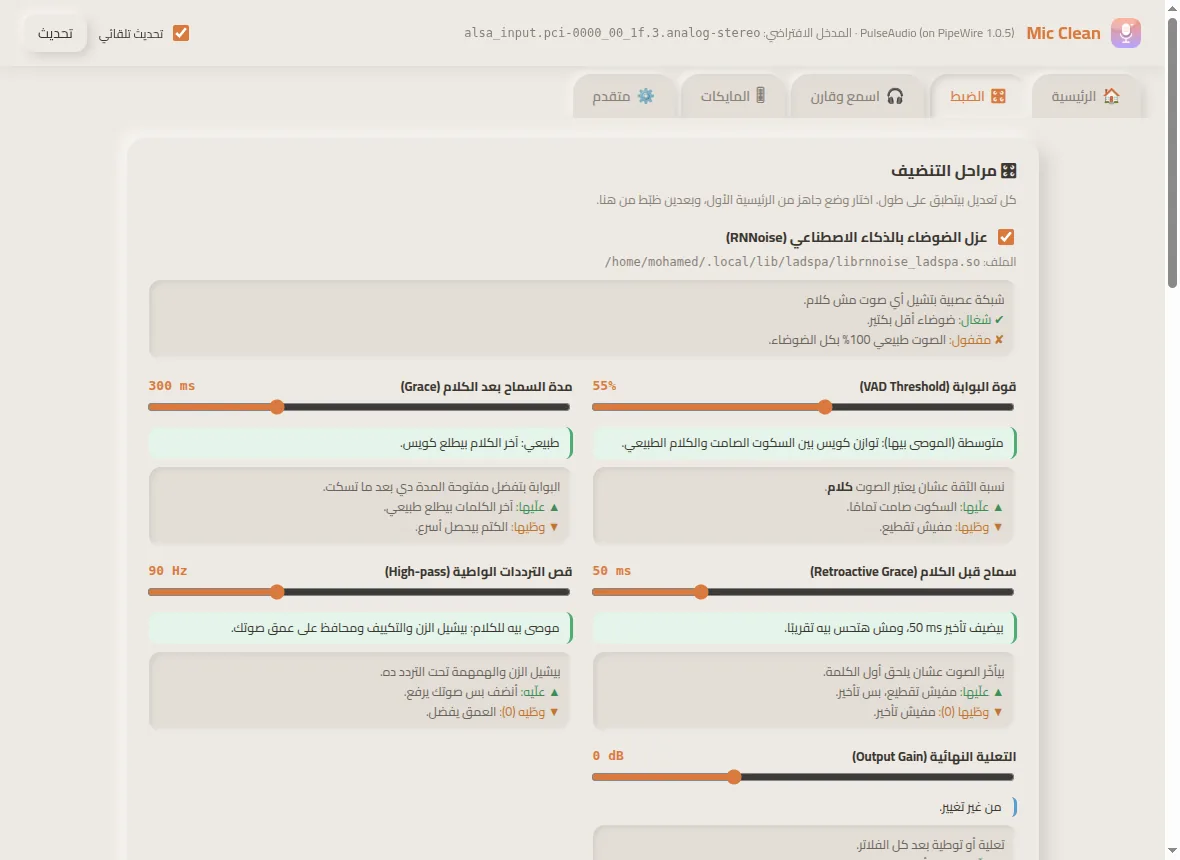 Mic Clean
PulseAudio (on PipeWire 1.0.5) · المدخل الافتراضي: alsa_input.pci-0000_00_1f.3.analog-stereo
تحديث تلقائي
تحديث
الرئيسية
الضبط
اسمع وقارن
المايكات
متقدم
مراحل التنضيف
كل تعديل بيتطبق على طول. اختار وضع جاهز من الرئيسية الأول، وبعدين ظبّط من هنا.
عزل الضوضاء بالذكاء الاصطناعي (RNNoise)
الملف: /home/mohamed/.local/lib/ladspa/librnnoise_ladspa.so
شبكة عصبية بتشيل أي صوت مش كلام.
✔ شغال: ضوضاء أقل بكتير.
✘ مقفول: الصوت طبيعي 100% بكل الضوضاء.
قوة البوابة (VAD Threshold) 55%
متوسطة (الموصى بيها): توازن كويس بين السكوت الصامت والكلام الطبيعي.
نسبة الثقة عشان يعتبر الصوت كلام.
▲ علّيها: السكوت صامت تمامًا.
▼ وطّيها: مفيش تقطيع.
مدة السماح بعد الكلام (Grace) 300 ms
طبيعي: آخر الكلام بيطلع كويس.
البوابة بتفضل مفتوحة المدة دي بعد ما تسكت.
▲ علّيها: آخر الكلمات بيطلع طبيعي.
▼ وطّيها: الكتم بيحصل أسرع.
سماح قبل الكلام (Retroactive Grace) 50 ms
بيضيف تأخير 50 ms، ومش هتحس بيه تقريبًا.
بيأخّر الصوت عشان يلحق أول الكلمة.
▲ علّيها: مفيش تقطيع، بس تأخير.
▼ وطّيها (0): مفيش تأخير.
قص الترددات الواطية (High-pass) 90 Hz
موصى بيه للكلام: بيشيل الزن والتكييف ومحافظ على عمق صوتك.
بيشيل الزن والهمهمة تحت التردد ده.
▲ علّيه: أنضف بس صوتك يرفع.
▼ وطّيه (0): العمق يفضل.
التعلية النهائية (Output Gain) 0 dB
من غير تغيير.
تعلية أو توطية بعد كل الفلاتر.